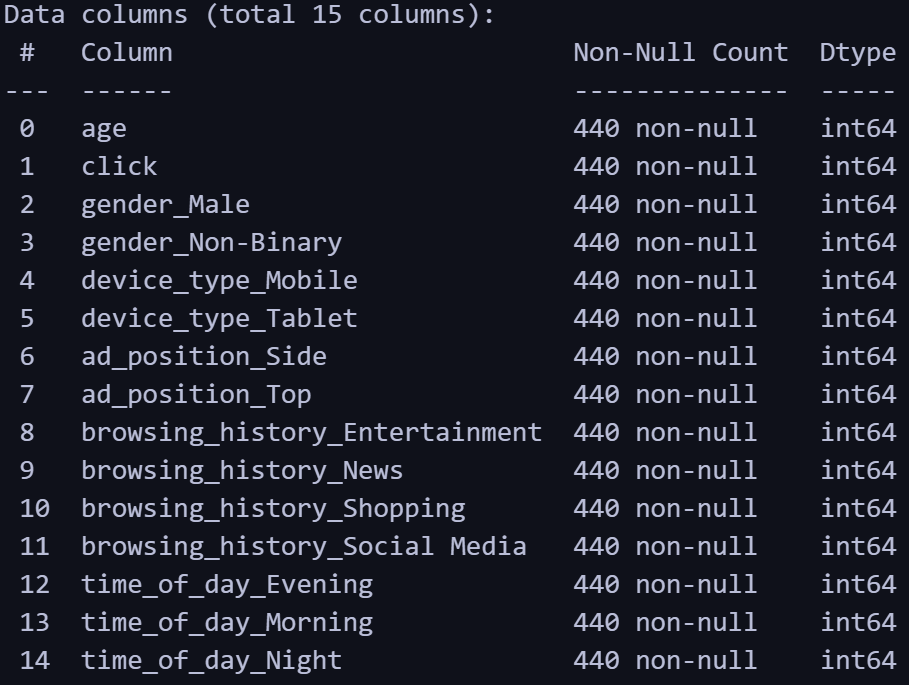 Data columns (total 15 columns):
 #   Column                         Non-Null Count  Dtype
---  ------                         --------------  -----
 0   age                            440 non-null    int64
 1   click                          440 non-null    int64
 2   gender_Male                    440 non-null    int64
 3   gender_Non-Binary              440 non-null    int64
 4   device_type_Mobile             440 non-null    int64
 5   device_type_Tablet             440 non-null    int64
 6   ad_position_Side               440 non-null    int64
 7   ad_position_Top                440 non-null    int64
 8   browsing_history_Entertainment  440 non-null    int64
 9   browsing_history_News          440 non-null    int64
 10  browsing_history_Shopping      440 non-null    int64
 11  browsing_history_Social Media  440 non-null    int64
 12  time_of_day_Evening            440 non-null    int64
 13  time_of_day_Morning            440 non-null    int64
 14  time_of_day_Night              440 non-null    int64